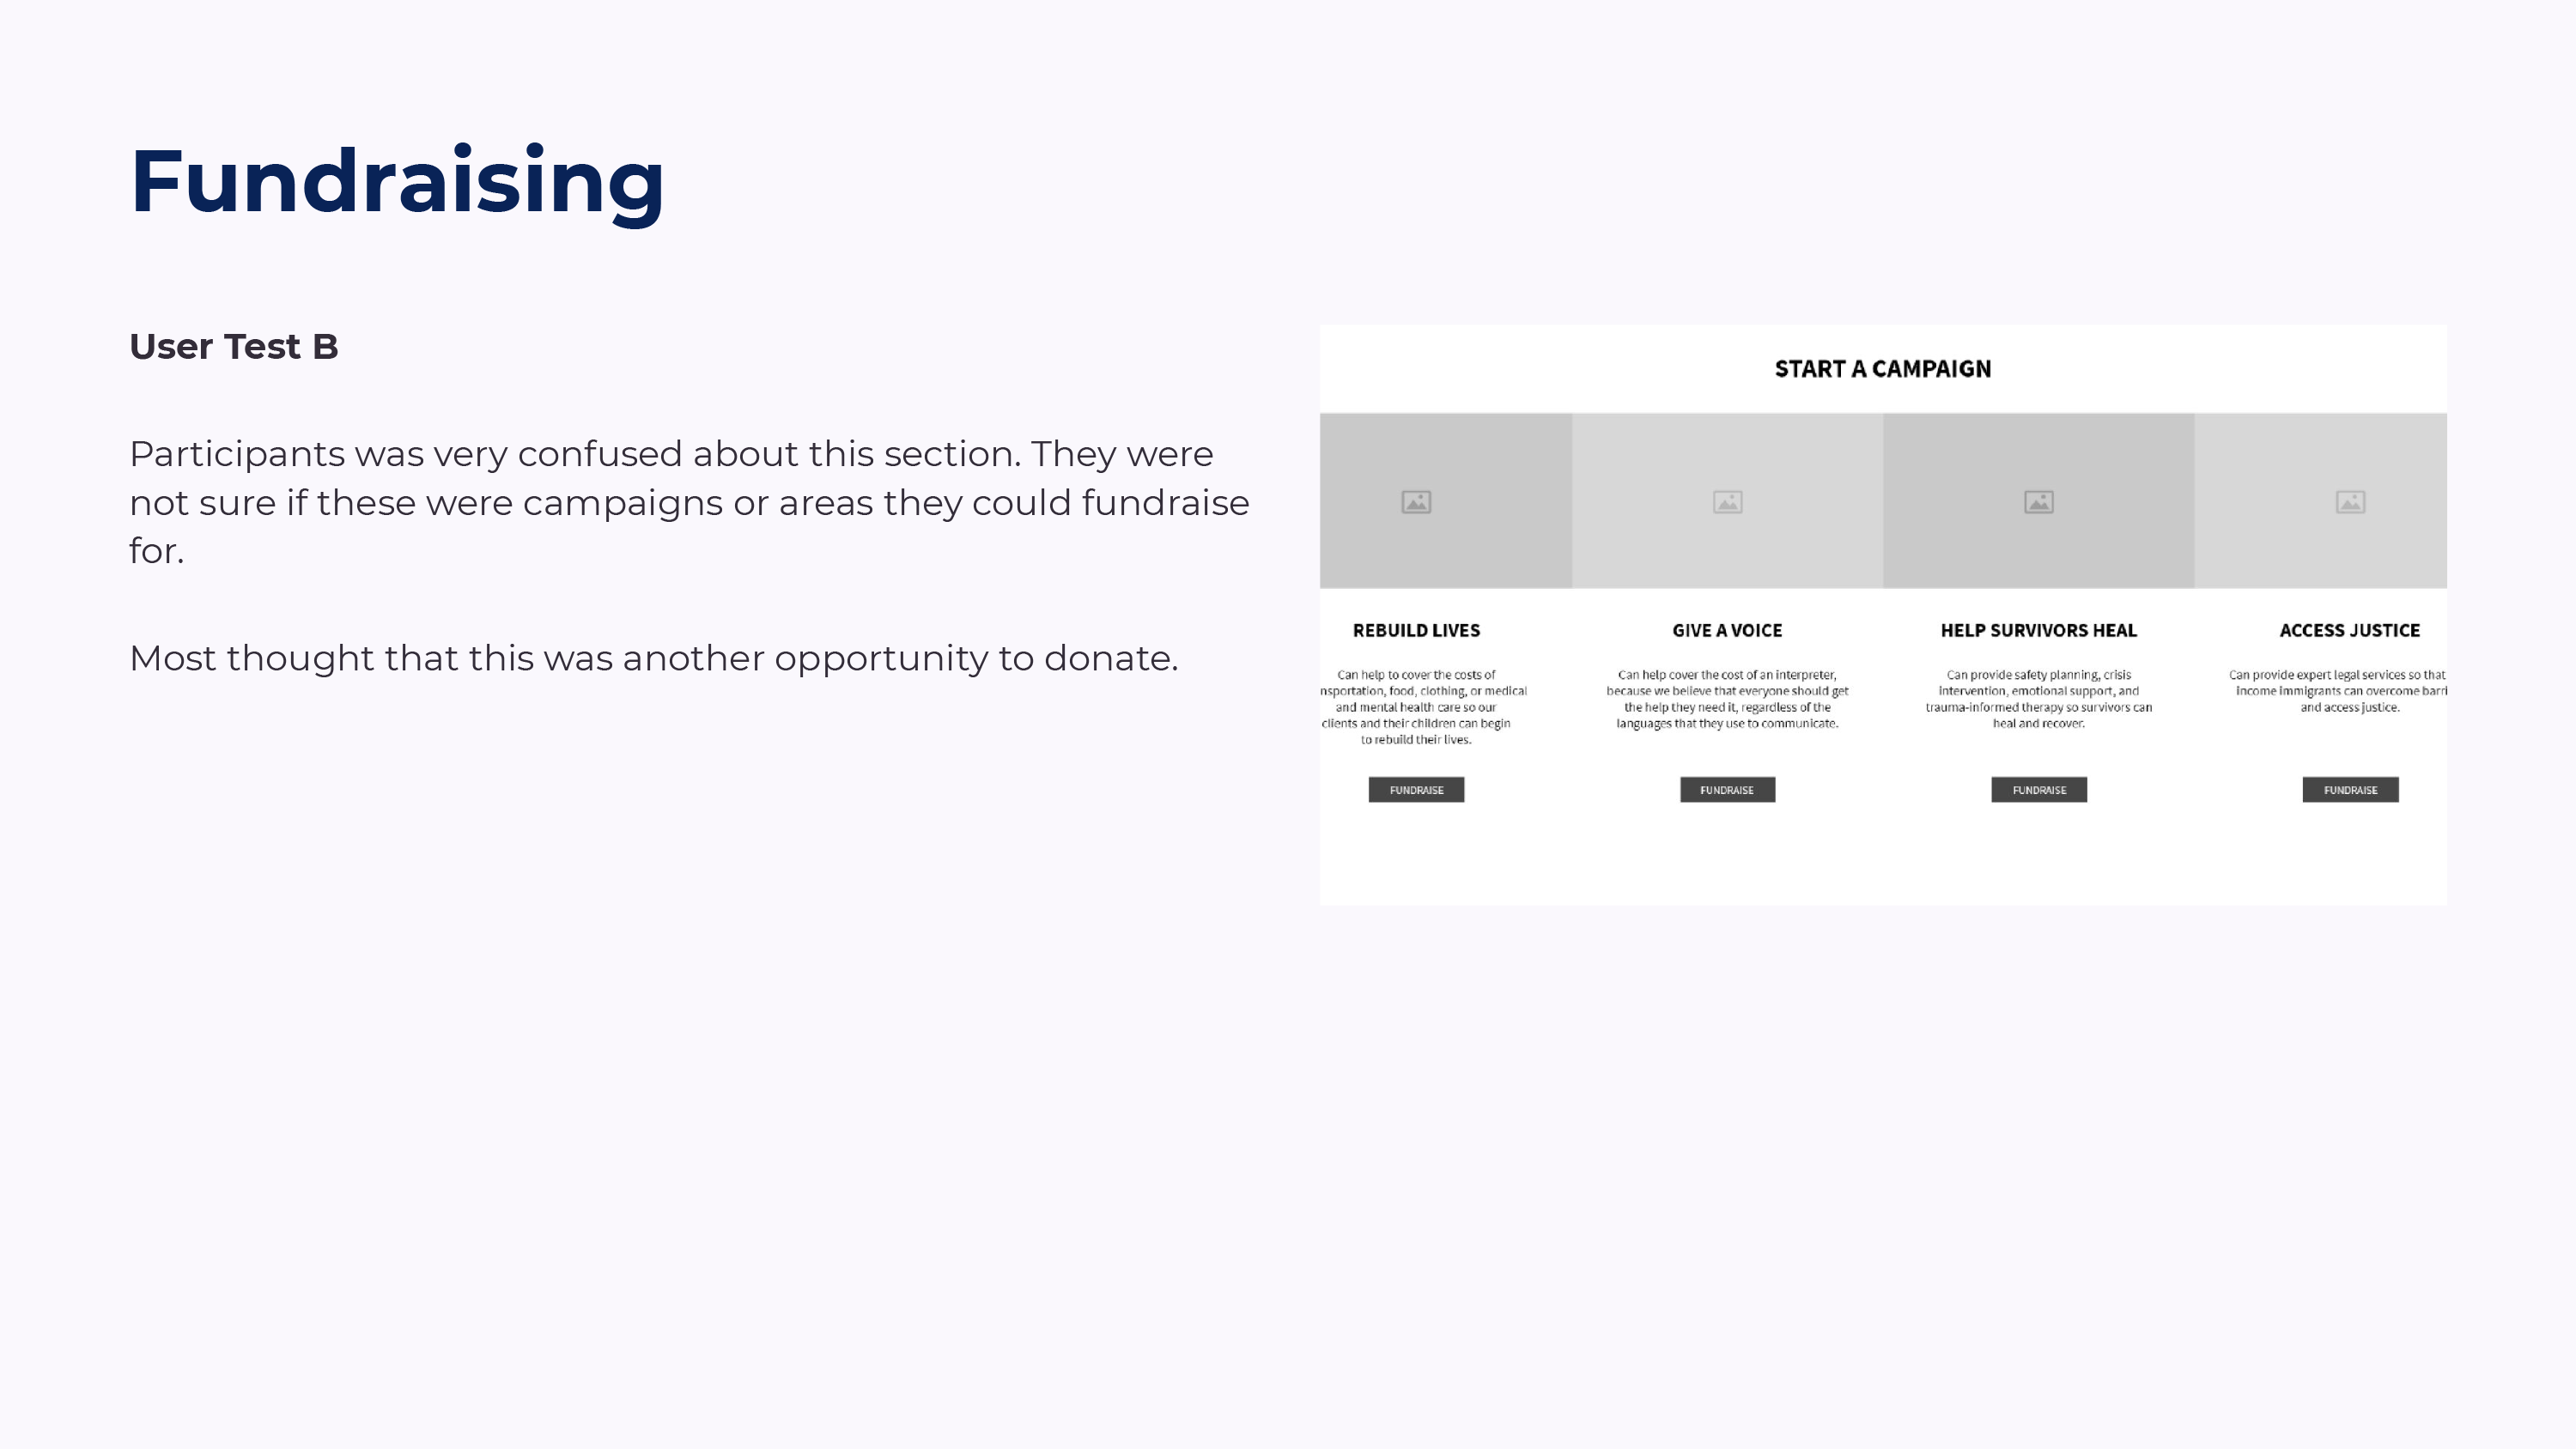 Fundraising
User Test B
Participants was very confused about this section. They were
not sure if these were campaigns or areas they could fundraise
for.
Most thought that this was another opportunity to donate.
START A CAMPAIGN
REBUILD LIVES
Can help to cover the costs of
nsportation, food, clothing, or medical
and mental health care so our
clients and their children can begin
to rebuild their lives.
FUNDRAISE
GIVE A VOICE
Can help cover the cost of an interpreter,
because we believe that everyone should get
the help they need it, regardless of the
languages that they use to communicate.
FUNDRAISE
HELP SURVIVORS HEAL
Can provide safety planning, crisis
intervention, emotional support, and
trauma-informed therapy so survivors can
heal and recover.
FUNDRAISE
ACCESS JUSTICE
Can provide expert legal services so that
income immigrants can overcome barri
and access justice.
FUNDRAISE